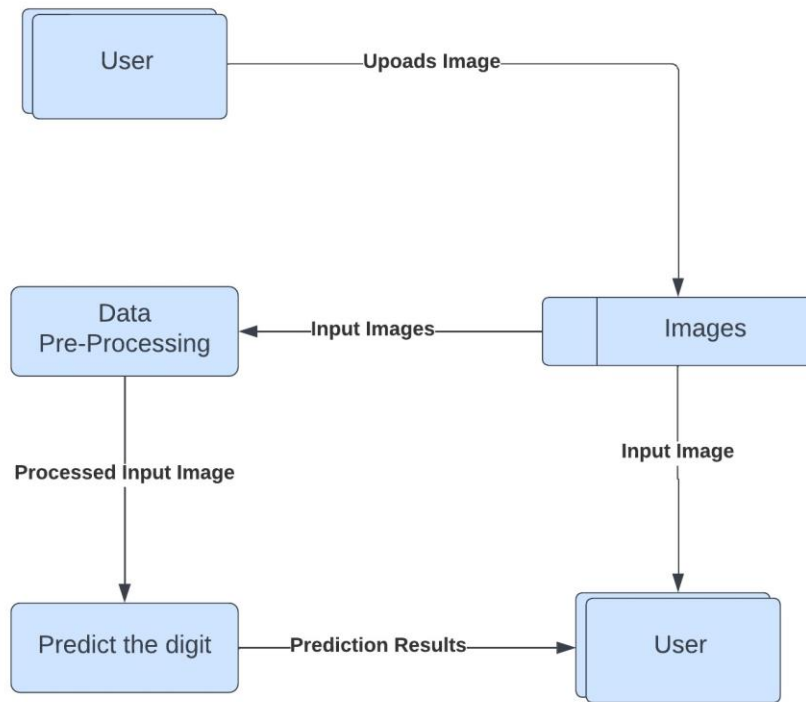 User
Upoads Image
Data
Pre-Processing
Input Images
Images
Processed Input Image
Input Image
Predict the digit
Prediction Results
User